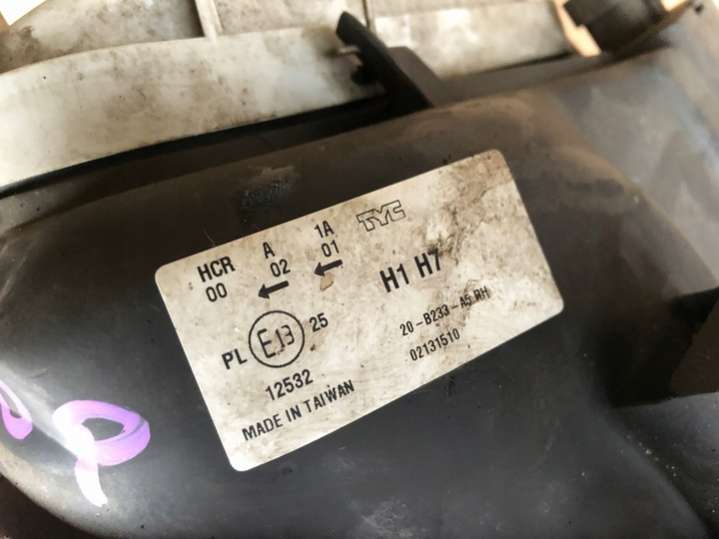 HCR A 1A TYC
00 02 01
← ←
H1 H7
PL E13 25
20-B233-A5 RH
12532
02131510
MADE IN TAIWAN